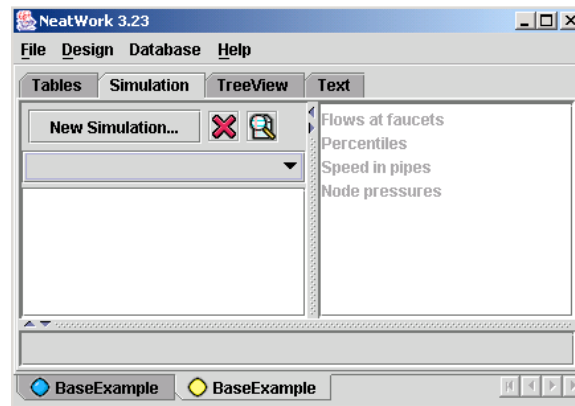 NeatWork 3.23
File Design Database Help
Tables Simulation TreeView Text
New Simulation...
Flows at faucets
Percentiles
Speed in pipes
Node pressures
BaseExample BaseExample